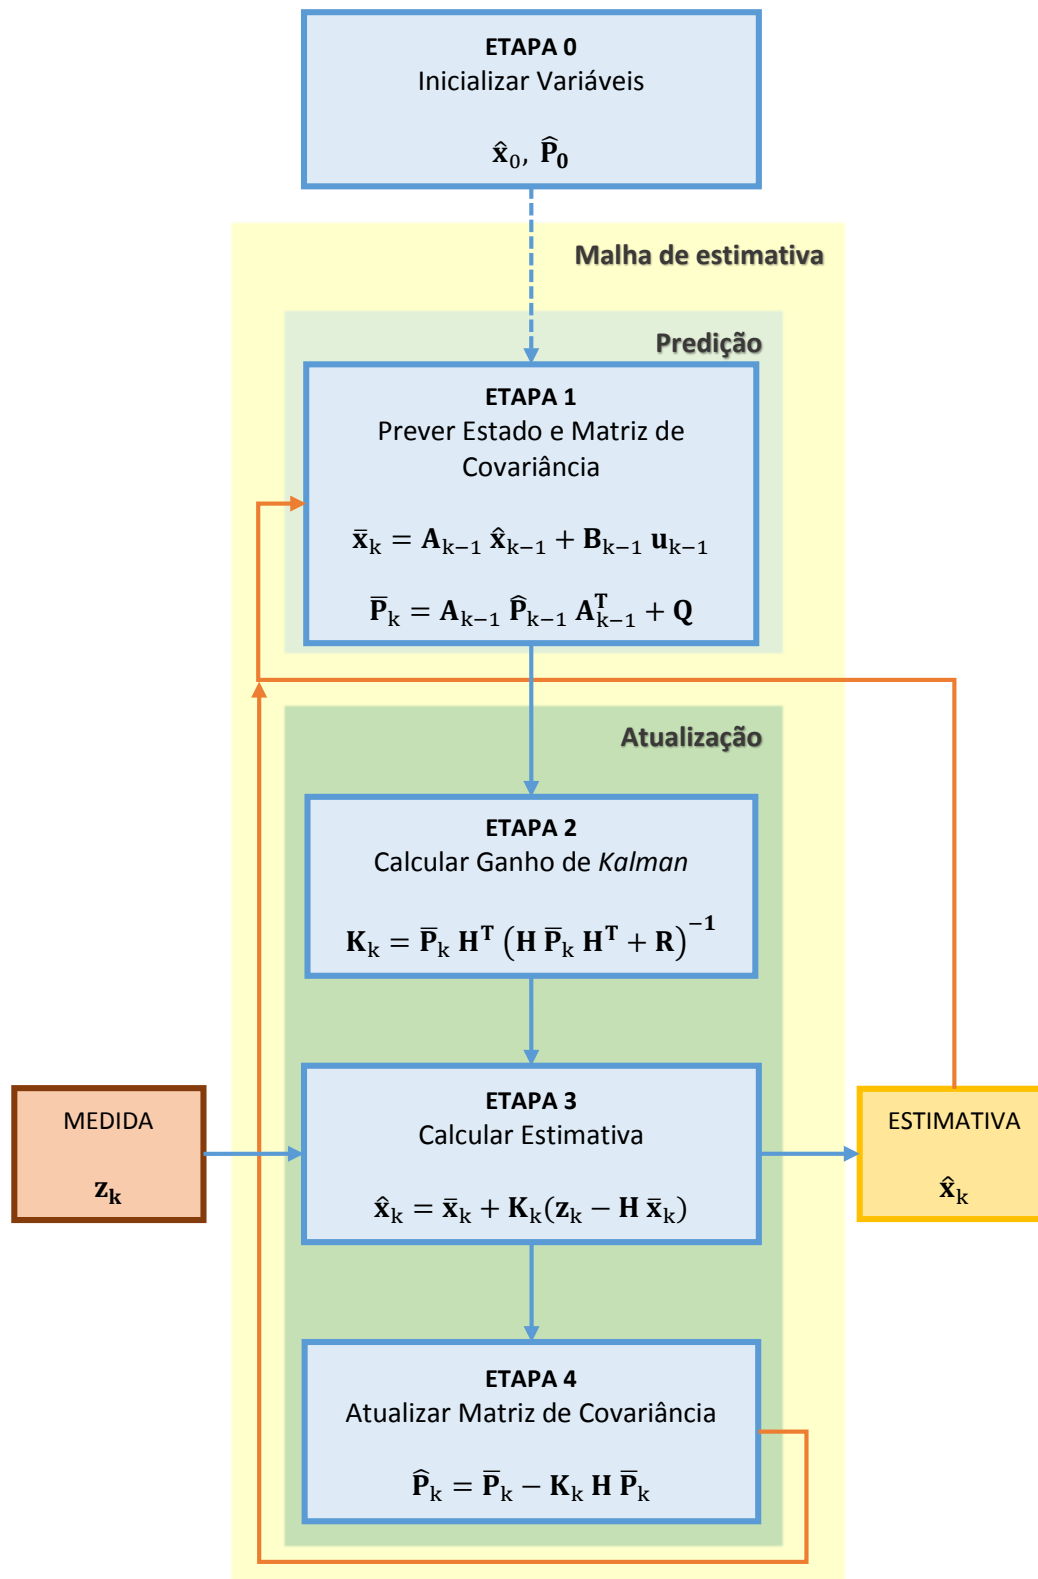 ETAPA 0
Inicializar Variáveis
x̂₀, P̂₀
Malha de estimativa
Predição
ETAPA 1
Prever Estado e Matriz de
Covariância
x̄ₖ = Aₖ₋₁ x̂ₖ₋₁ + Bₖ₋₁ uₖ₋₁
P̄ₖ = Aₖ₋₁ P̂ₖ₋₁ Aᵀₖ₋₁ + Q
Atualização
ETAPA 2
Calcular Ganho de Kalman
Kₖ = P̄ₖ Hᵀ (H P̄ₖ Hᵀ + R)⁻¹
MEDIDA
zₖ
ETAPA 3
Calcular Estimativa
x̂ₖ = x̄ₖ + Kₖ(zₖ − H x̄ₖ)
ESTIMATIVA
x̂ₖ
ETAPA 4
Atualizar Matriz de Covariância
P̂ₖ = P̄ₖ − Kₖ H P̄ₖ